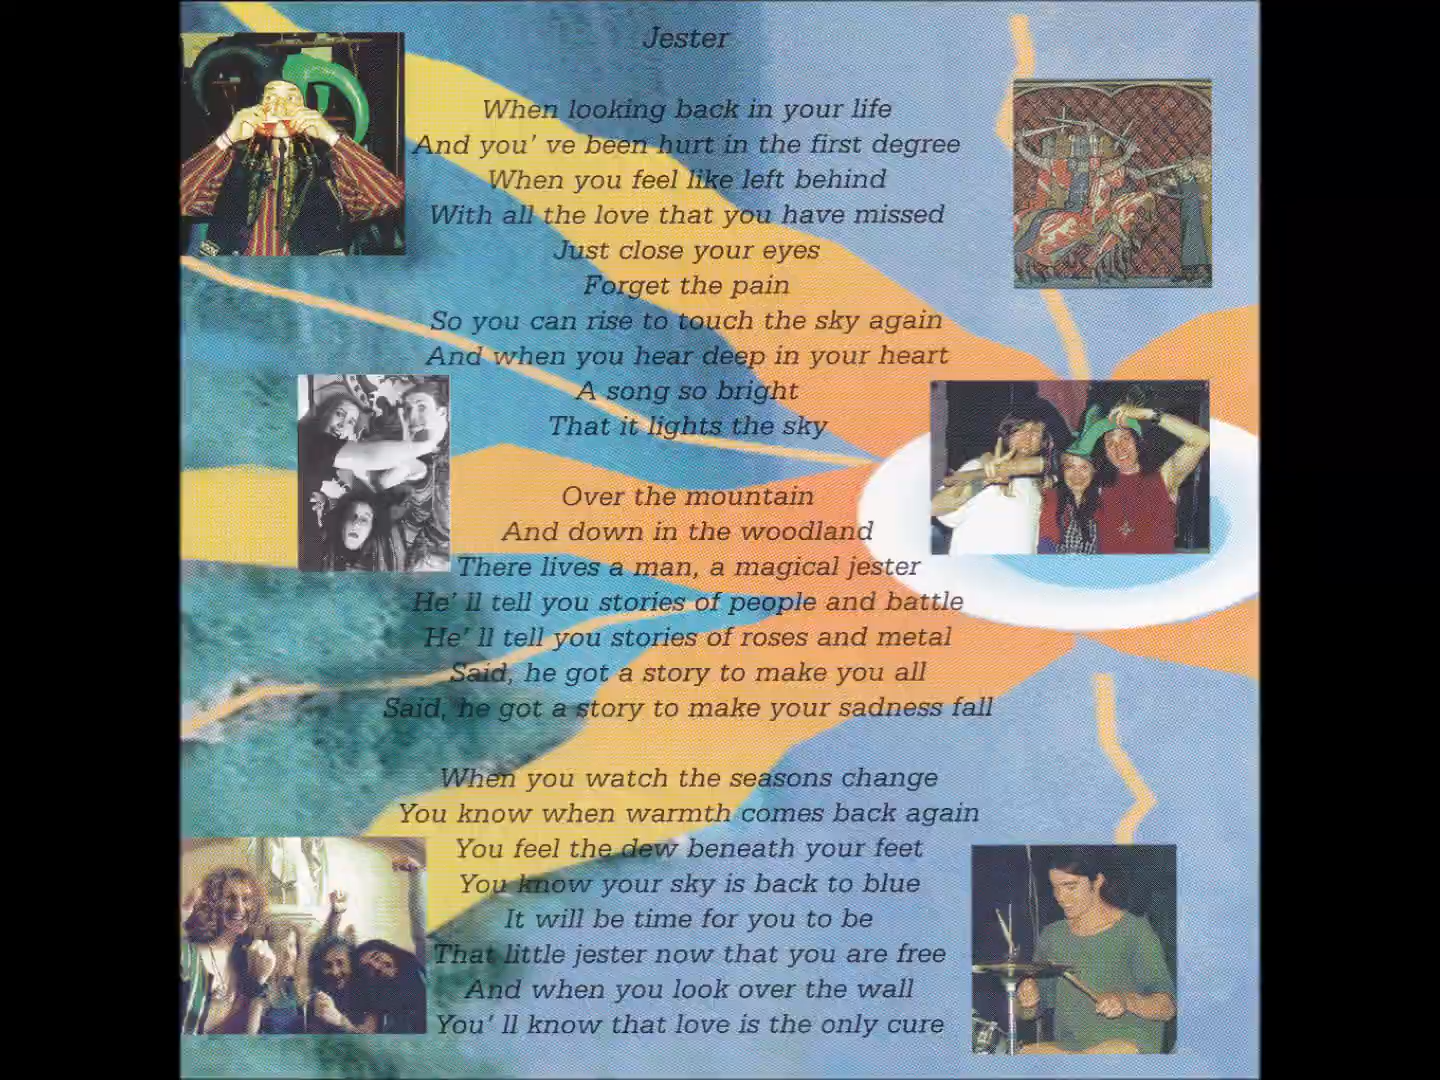 Jester
When looking back in your life
And you' ve been hurt in the first degree
When you feel like left behind
With all the love that you have missed
Just close your eyes
Forget the pain
So you can rise to touch the sky again
And when you hear deep in your heart
A song so bright
That it lights the sky
Over the mountain
And down in the woodland
There lives a man, a magical jester
He' ll tell you stories of people and battle
He' ll tell you stories of roses and metal
Said, he got a story to make you all
Said, he got a story to make your sadness fall
When you watch the seasons change
You know when warmth comes back again
You feel the dew beneath your feet
You know your sky is back to blue
It will be time for you to be
That little jester now that you are free
And when you look over the wall
You' ll know that love is the only cure